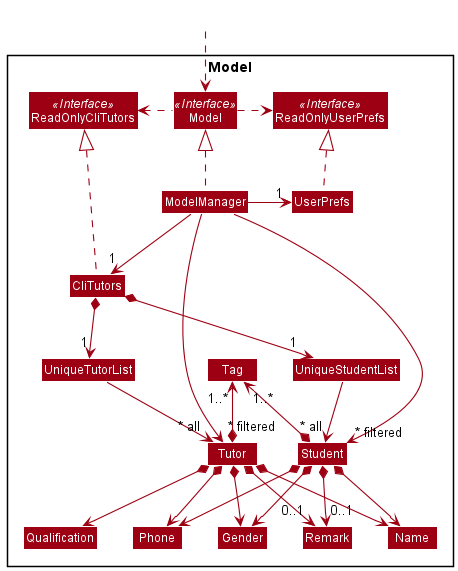 Model
«Interface»
ReadOnlyCliTutors
«Interface»
Model
«Interface»
ReadOnlyUserPrefs
ModelManager
1
UserPrefs
1
CliTutors
1
1
UniqueTutorList
Tag
UniqueStudentList
1..*
1..*
* all
* filtered
* all
* filtered
Tutor
Student
0..1
0..1
Qualification
Phone
Gender
Remark
Name